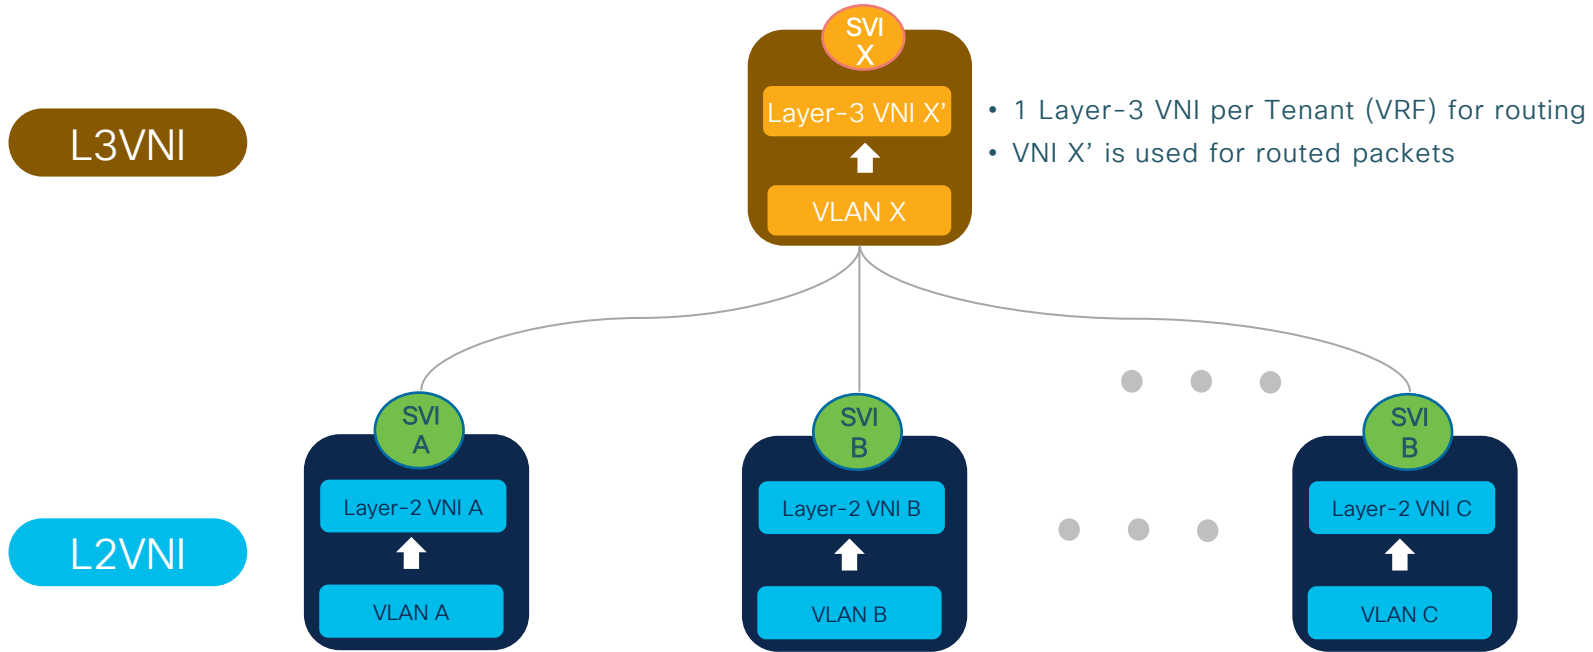 SVI
X
Layer-3 VNI X’
VLAN X
L3VNI
• 1 Layer-3 VNI per Tenant (VRF) for routing
• VNI X’ is used for routed packets
SVI
A
Layer-2 VNI A
VLAN A
SVI
B
Layer-2 VNI B
VLAN B
SVI
B
Layer-2 VNI C
VLAN C
L2VNI